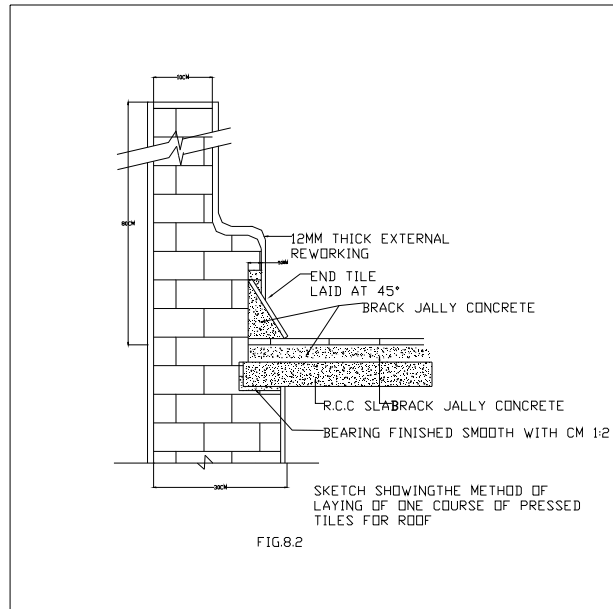 80CM
12MM THICK EXTERNAL
REWORKING
END TILE
LAID AT 45°
BRACK JALLY CONCRETE
R.C.C SLAB
BRACK JALLY CONCRETE
BEARING FINISHED SMOOTH WITH CM 1:2
30CM
SKETCH SHOWINGTHE METHOD OF
LAYING OF ONE COURSE OF PRESSED
TILES FOR ROOF
FIG.8.2